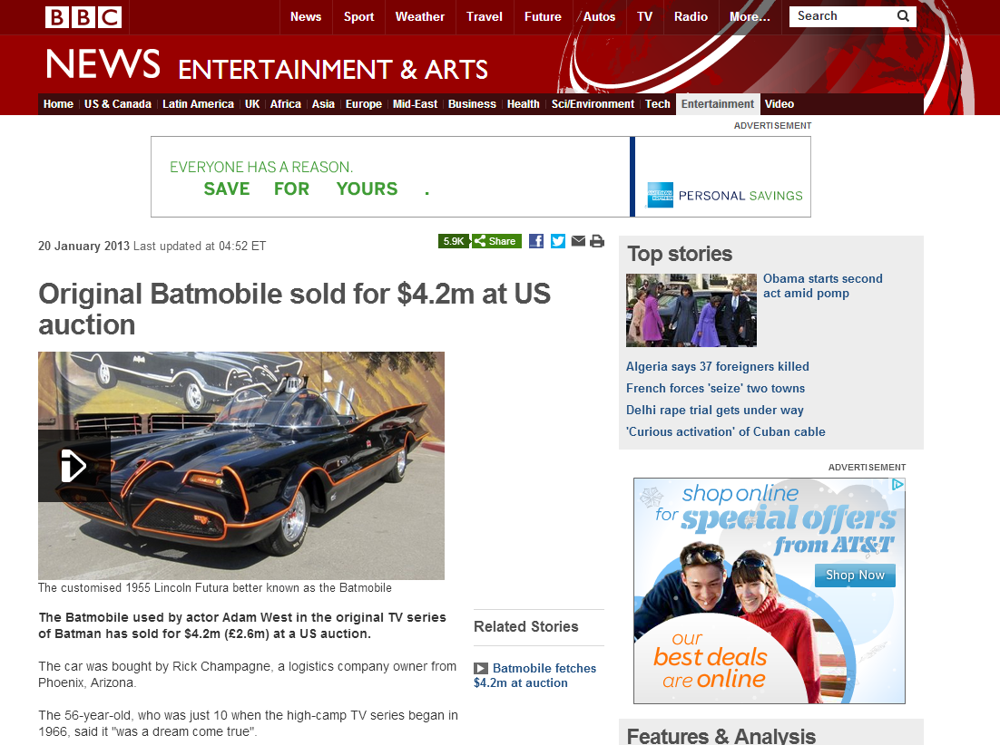 BBC
News Sport Weather Travel Future Autos TV Radio More... Search
NEWS ENTERTAINMENT & ARTS
Home US & Canada Latin America UK Africa Asia Europe Mid-East Business Health Sci/Environment Tech Entertainment Video
ADVERTISEMENT
EVERYONE HAS A REASON.
SAVE FOR YOURS .
PERSONAL SAVINGS
20 January 2013 Last updated at 04:52 ET
5.9K Share
Original Batmobile sold for $4.2m at US
auction
The customised 1955 Lincoln Futura better known as the Batmobile
The Batmobile used by actor Adam West in the original TV series
of Batman has sold for $4.2m (£2.6m) at a US auction.
The car was bought by Rick Champagne, a logistics company owner from
Phoenix, Arizona.
The 56-year-old, who was just 10 when the high-camp TV series began in
1966, said it "was a dream come true".
Related Stories
Batmobile fetches
$4.2m at auction
Top stories
Obama starts second
act amid pomp
Algeria says 37 foreigners killed
French forces 'seize' two towns
Delhi rape trial gets under way
'Curious activation' of Cuban cable
ADVERTISEMENT
shop online
for special offers
from AT&T
Shop Now
our
best deals
are online
Features & Analysis